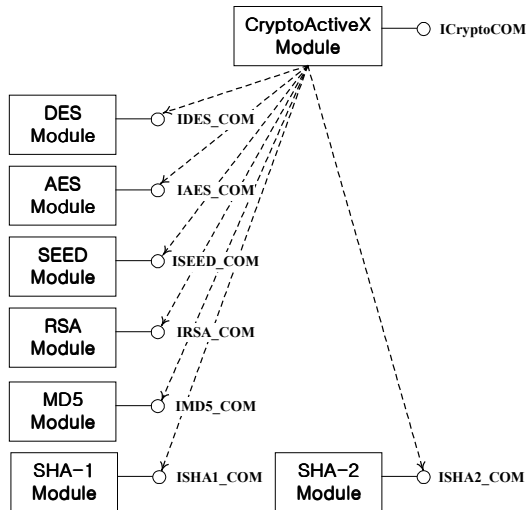 CryptoActiveX
Module
ICryptoCOM
DES
Module
IDES_COM
AES
Module
IAES_COM
SEED
Module
ISEED_COM
RSA
Module
IRSA_COM
MD5
Module
IMD5_COM
SHA-1
Module
ISHA1_COM
SHA-2
Module
ISHA2_COM